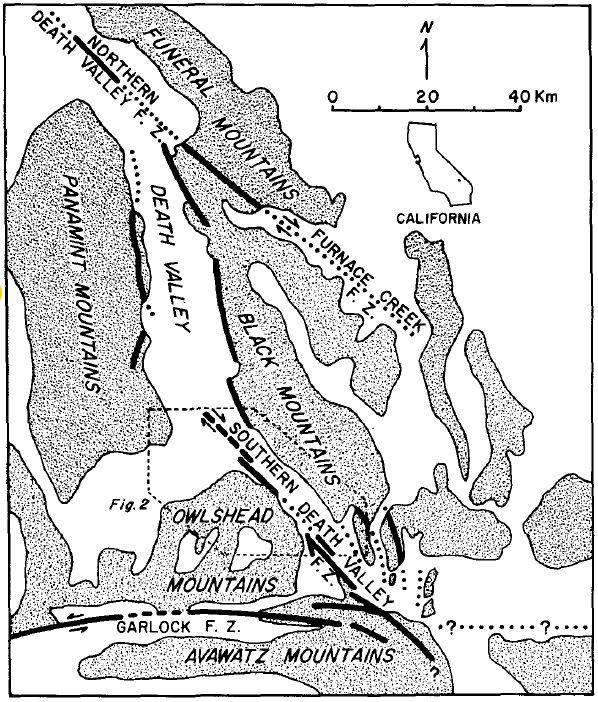 N
0 20 40 Km
CALIFORNIA
NORTHERN
DEATH VALLEY F. Z.
FUNERAL
MOUNTAINS
PANAMINT MOUNTAINS
DEATH VALLEY
FURNACE CREEK
F. Z.
BLACK MOUNTAINS
SOUTHERN DEATH VALLEY
F. Z.
Fig. 2
OWLSHEAD
MOUNTAINS
GARLOCK F. Z.
AVAWATZ MOUNTAINS
?
?
?